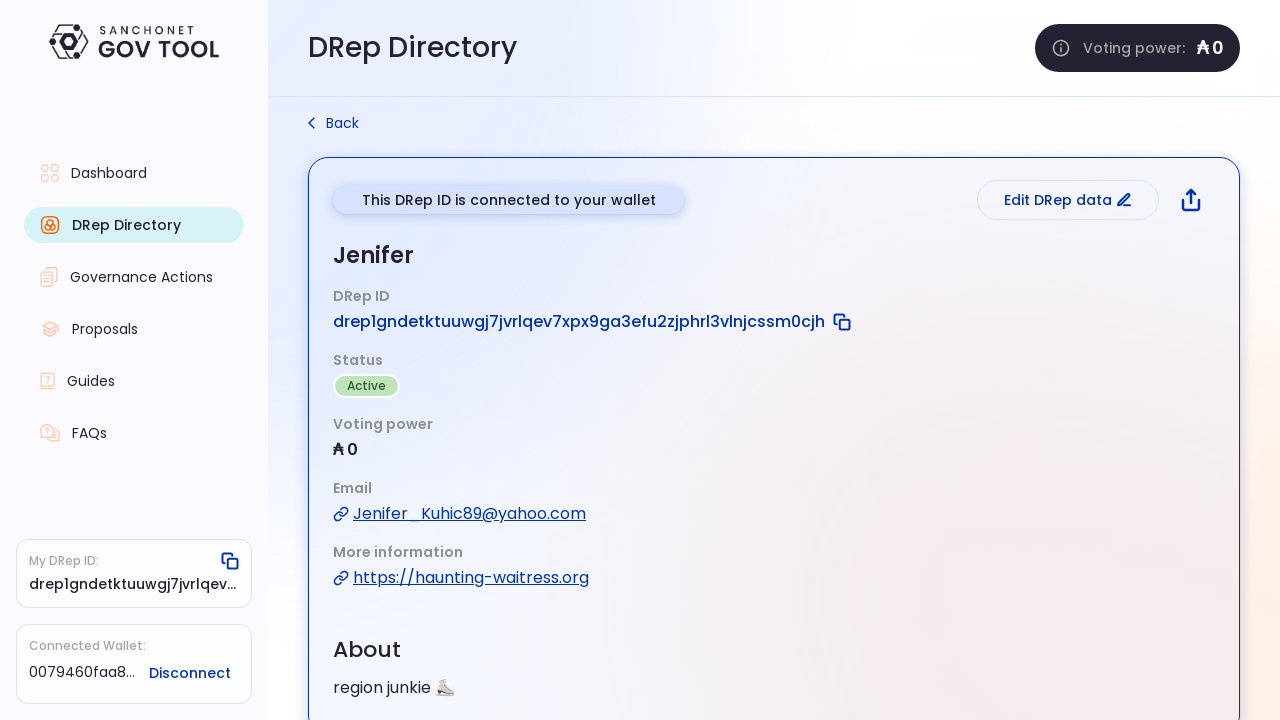 SANCHONET
GOV TOOL
Dashboard
DRep Directory
Governance Actions
Proposals
Guides
FAQs
My DRep ID:
drep1gndetktuuwgj7jvrlqev...
Connected Wallet:
0079460faa8...
Disconnect
DRep Directory
Voting power: ₳ 0
Back
This DRep ID is connected to your wallet
Edit DRep data
Jenifer
DRep ID
drep1gndetktuuwgj7jvrlqev7xpx9ga3efu2zjphrl3vlnjcssm0cjh
Status
Active
Voting power
₳ 0
Email
Jenifer_Kuhic89@yahoo.com
More information
https://haunting-waitress.org
About
region junkie ⛸️